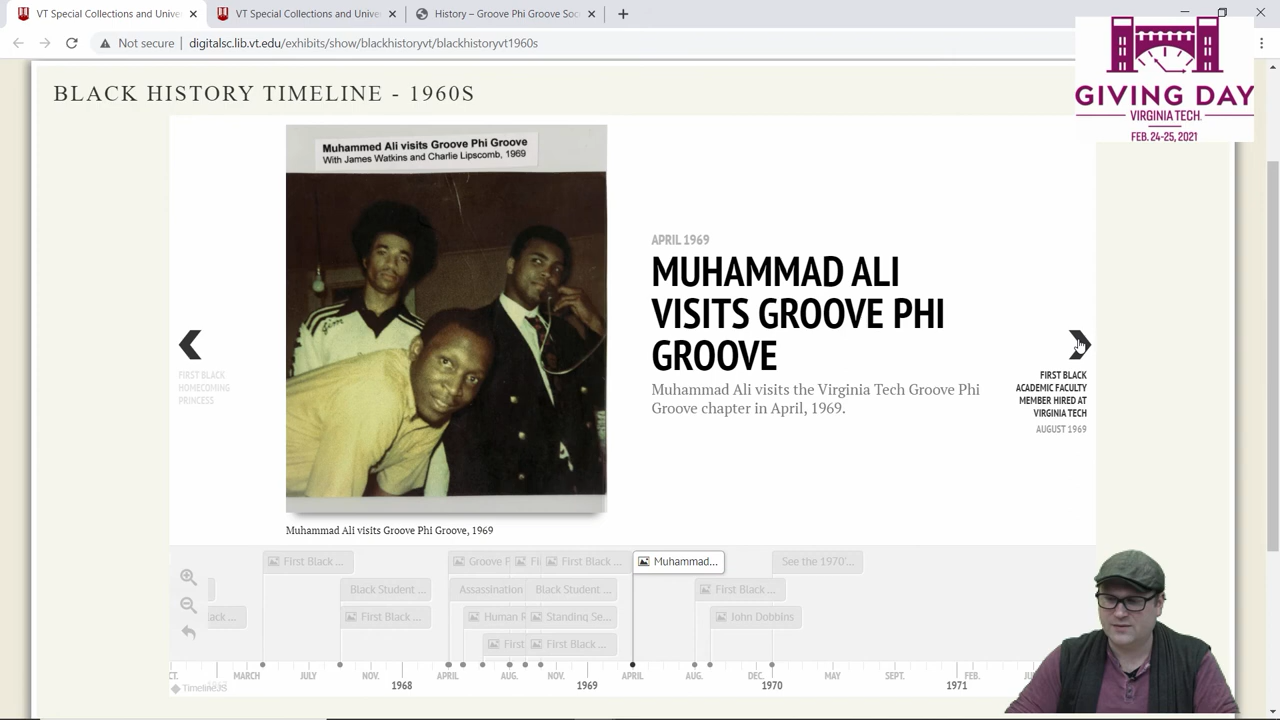 VT Special Collections and Unive
VT Special Collections and Unive
History – Groove Phi Groove Soc
Not secure
digitalsc.lib.vt.edu/exhibits/show/blackhistoryvt/blackhistoryvt1960s
GIVING DAY
VIRGINIA TECH.
FEB. 24-25, 2021
BLACK HISTORY TIMELINE - 1960S
Muhammad Ali visits Groove Phi Groove
With James Watkins and Charlie Lipscomb, 1969
APRIL 1969
MUHAMMAD ALI
VISITS GROOVE PHI
GROOVE
Muhammad Ali visits the Virginia Tech Groove Phi
Groove chapter in April, 1969.
FIRST BLACK
HOMECOMING
PRINCESS
FIRST BLACK
ACADEMIC FACULTY
MEMBER HIRED AT
VIRGINIA TECH
AUGUST 1969
Muhammad Ali visits Groove Phi Groove, 1969
First Black ...
Groove P
Fi
First Black ...
Muhammad...
See the 1970'...
Black Student ...
Assassination
Black Student ...
First Black ...
ack ...
First Black ...
Human R
Standing Se...
John Dobbins
First
First Black ...
CT.
MARCH
JULY
NOV.
APRIL
AUG.
NOV.
APRIL
AUG.
DEC.
MAY
SEPT.
FEB.
1968
1969
1970
1971
TimelineJS